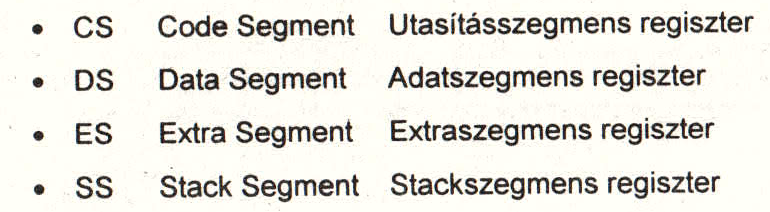 • CS Code Segment Utasításszegmens regiszter
• DS Data Segment Adatszegmens regiszter
• ES Extra Segment Extraszegmens regiszter
• SS Stack Segment Stackszegmens regiszter